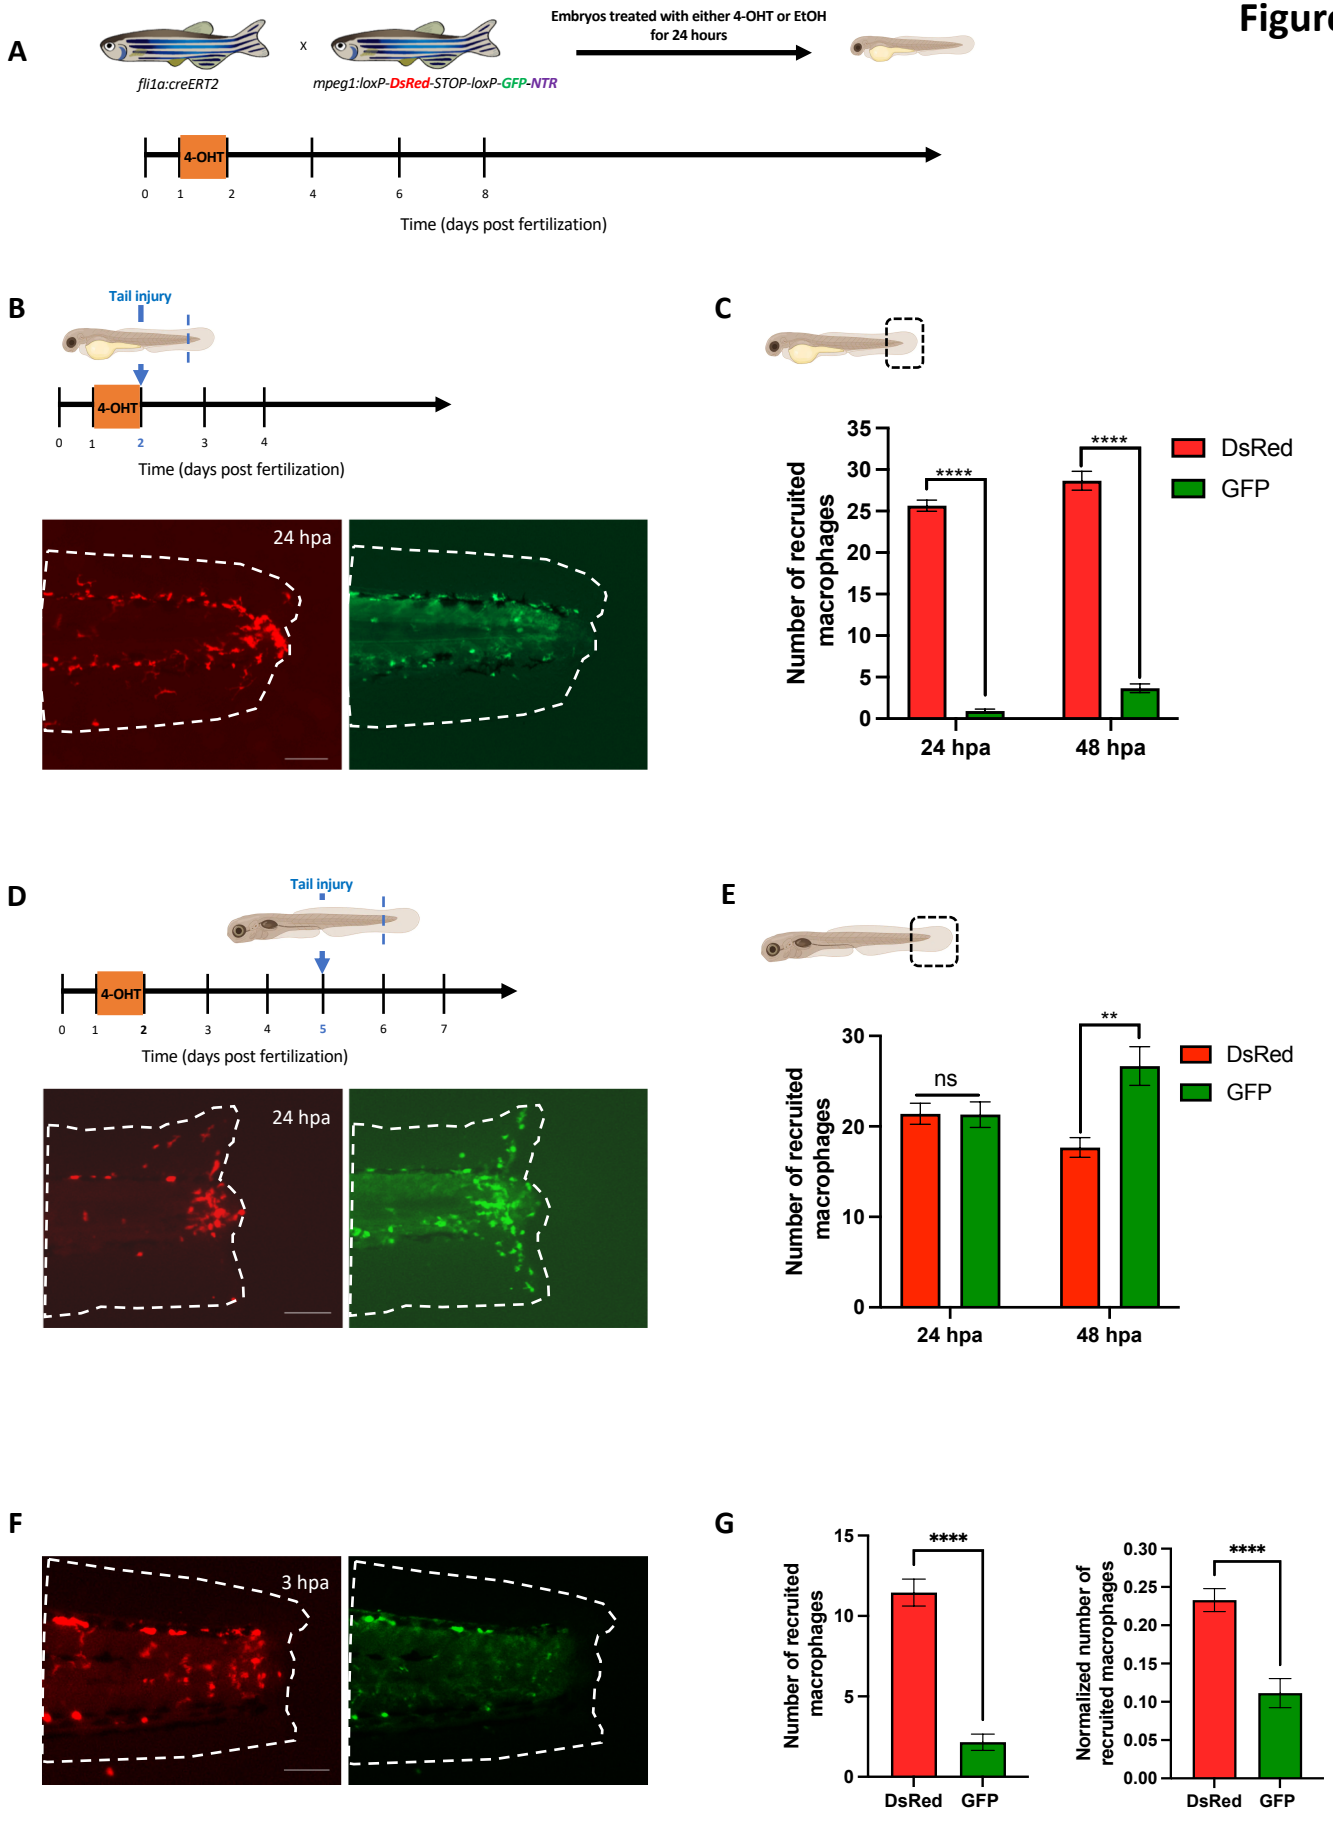 Figure
A
Embryos treated with either 4-OHT or EtOH
for 24 hours
x
fli1a:creERT2
mpeg1:loxP-DsRed-STOP-loxP-GFP-NTR
4-OHT
0 1 2 4 6 8
Time (days post fertilization)
B
Tail injury
4-OHT
0 1 2 3 4
Time (days post fertilization)
24 hpa
C
Number of recruited
macrophages
35
30
25
20
15
10
5
0
****
****
24 hpa 48 hpa
DsRed
GFP
D
Tail injury
4-OHT
0 1 2 3 4 5 6 7
Time (days post fertilization)
24 hpa
E
Number of recruited
macrophages
30
20
10
0
ns
**
24 hpa 48 hpa
DsRed
GFP
F
3 hpa
G
Number of recruited
macrophages
15
10
5
0
****
DsRed GFP
Normalized number of
recruited macrophages
0.30
0.25
0.20
0.15
0.10
0.05
0.00
****
DsRed GFP